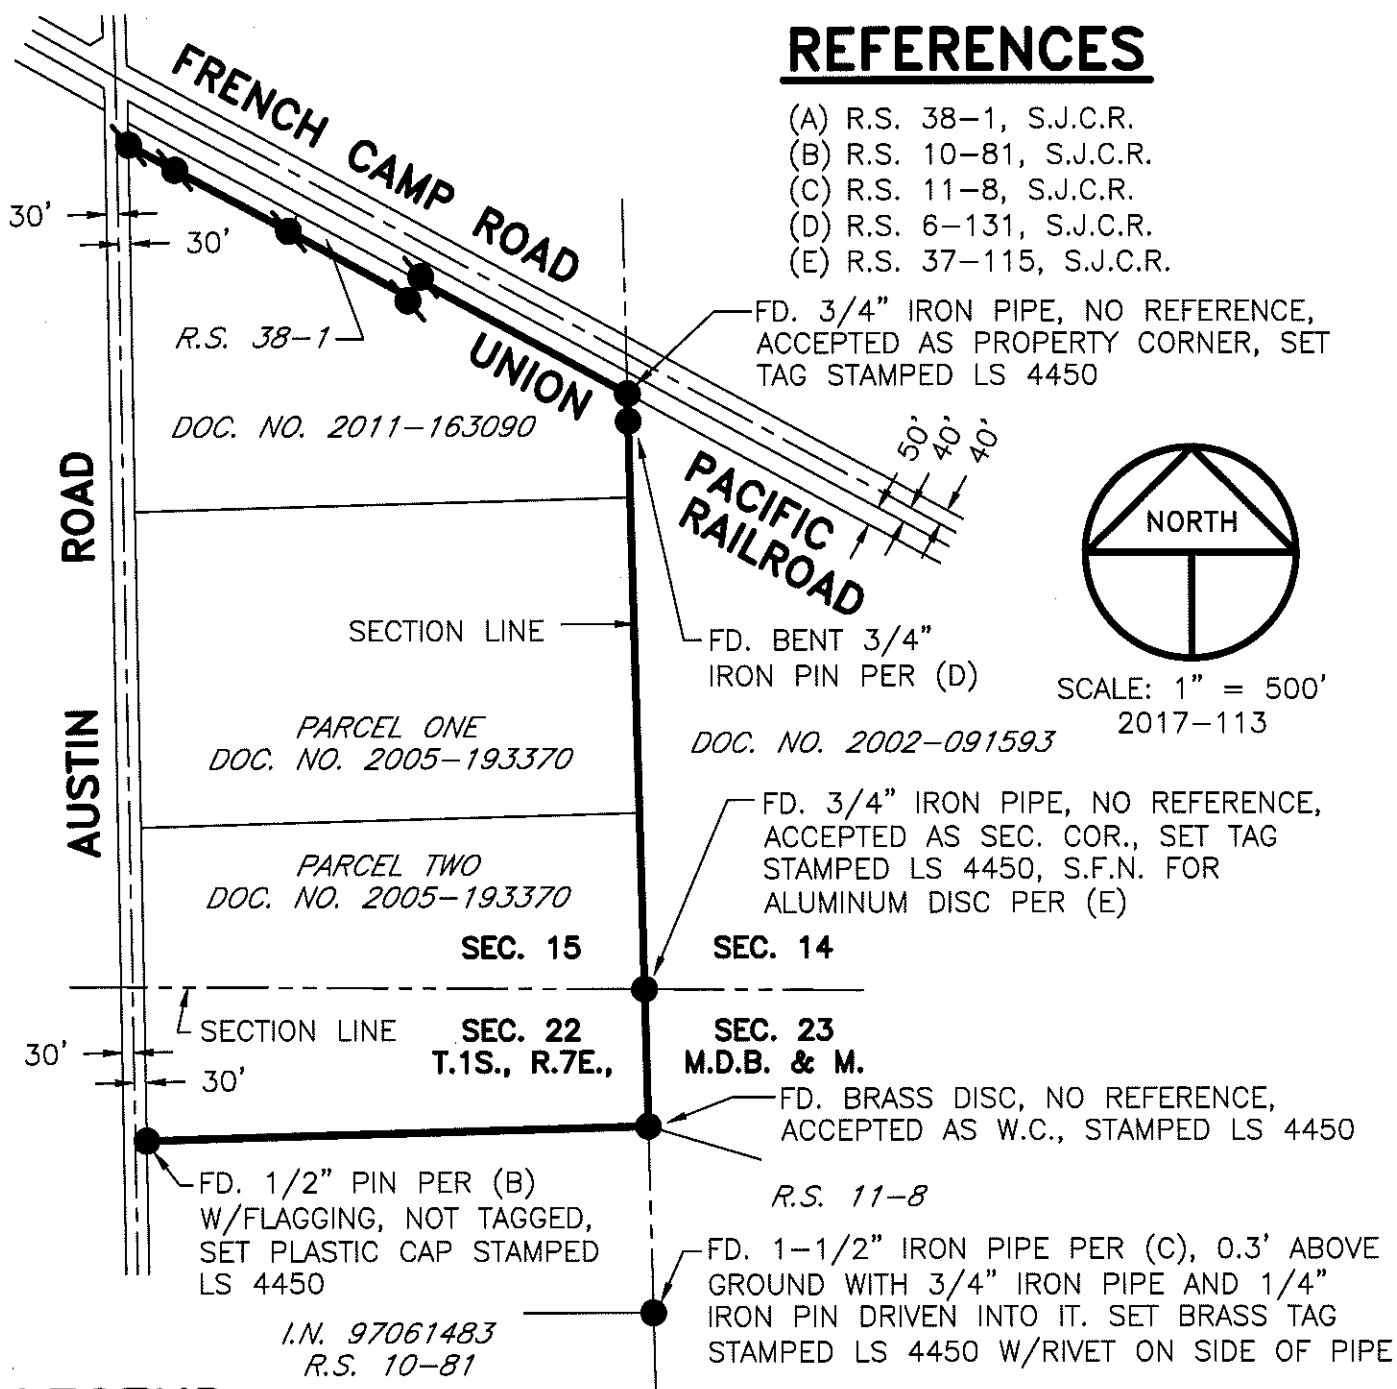 REFERENCES
(A) R.S. 38-1, S.J.C.R.
(B) R.S. 10-81, S.J.C.R.
(C) R.S. 11-8, S.J.C.R.
(D) R.S. 6-131, S.J.C.R.
(E) R.S. 37-115, S.J.C.R.
FRENCH CAMP ROAD
30'
30'
R.S. 38-1
UNION
PACIFIC
RAILROAD
FD. 3/4" IRON PIPE, NO REFERENCE,
ACCEPTED AS PROPERTY CORNER, SET
TAG STAMPED LS 4450
DOC. NO. 2011-163090
50'
40'
40'
NORTH
SCALE: 1" = 500'
2017-113
AUSTIN ROAD
SECTION LINE
FD. BENT 3/4"
IRON PIN PER (D)
PARCEL ONE
DOC. NO. 2005-193370
DOC. NO. 2002-091593
FD. 3/4" IRON PIPE, NO REFERENCE,
ACCEPTED AS SEC. COR., SET TAG
STAMPED LS 4450, S.F.N. FOR
ALUMINUM DISC PER (E)
PARCEL TWO
DOC. NO. 2005-193370
SEC. 15
SEC. 14
SECTION LINE
SEC. 22
SEC. 23
T.1S., R.7E.,
M.D.B. & M.
30'
30'
FD. BRASS DISC, NO REFERENCE,
ACCEPTED AS W.C., STAMPED LS 4450
R.S. 11-8
FD. 1/2" PIN PER (B)
W/FLAGGING, NOT TAGGED,
SET PLASTIC CAP STAMPED
LS 4450
FD. 1-1/2" IRON PIPE PER (C), 0.3' ABOVE
GROUND WITH 3/4" IRON PIPE AND 1/4"
IRON PIN DRIVEN INTO IT. SET BRASS TAG
STAMPED LS 4450 W/RIVET ON SIDE OF PIPE
I.N. 97061483
R.S. 10-81